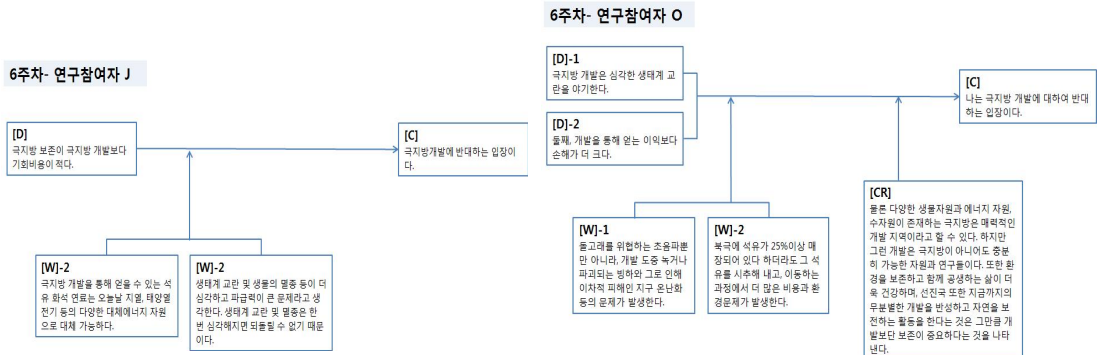 6주차- 연구참여자 J
[D]
극지방 보존이 극지방 개발보다
기회비용이 적다.
[C]
극지방개발에 반대하는 입장이
다.
[W]-2
극지방 개발을 통해 얻을 수 있는 석
유 화석 연료는 오늘날 지열, 태양열
전기 등의 다양한 대체에너지 자원
으로 대체 가능하다.
[W]-2
생태계 교란 및 생물의 멸종 등이 더
심각하고 파급력이 큰 문제라고 생
각한다. 생태계 교란 및 멸종은 한
번 심각해지면 되돌릴 수 없기 때문
이다.
6주차- 연구참여자 O
[D]-1
극지방 개발은 심각한 생태계 교
란을 야기한다.
[D]-2
둘째, 개발을 통해 얻는 이익보다
손해가 더 크다.
[C]
나는 극지방 개발에 대하여 반대
하는 입장이다.
[W]-1
돌고래를 위협하는 초음파뿐
만 아니라, 개발 도중 녹거나
파괴되는 빙하와 그로 인해
이차적 피해인 지구 온난화
등의 문제가 발생한다.
[W]-2
북극에 석유가 25%이상 매
장되어 있다 하더라도 그 석
유를 시추해 내고, 이동하는
과정에서 더 많은 비용과 환
경문제가 발생한다.
[CR]
물론 다양한 생물자원과 에너지 자원,
수자원이 존재하는 극지방은 매력적인
개발 지역이라고 할 수 있다. 하지만
그런 개발은 극지방이 아니어도 충분
히 가능한 자원과 연구들이다. 또한 환
경을 보존하고 함께 공생하는 삶이 더
욱 건강하며, 선진국 또한 지금까지의
무분별한 개발을 반성하고 자연을 보
전하는 활동을 한다는 것은 그만큼 개
발보단 보존이 중요하다는 것을 나타
낸다.